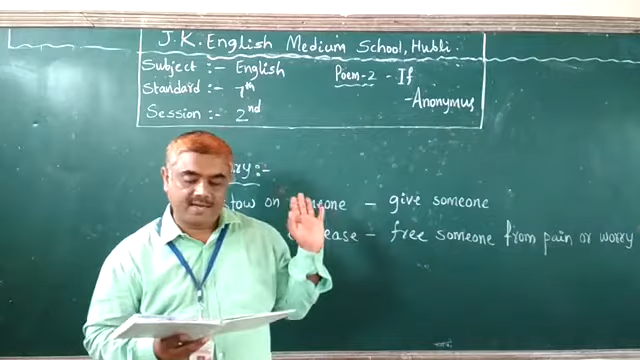 J.K. English Medium School, Hubli.
Subject :- English
Poem-2 - If
Standard :- 7th
- Anonymus
Session :- 2nd
ry:-
tow on someone - give someone
ease - free someone from pain or worry